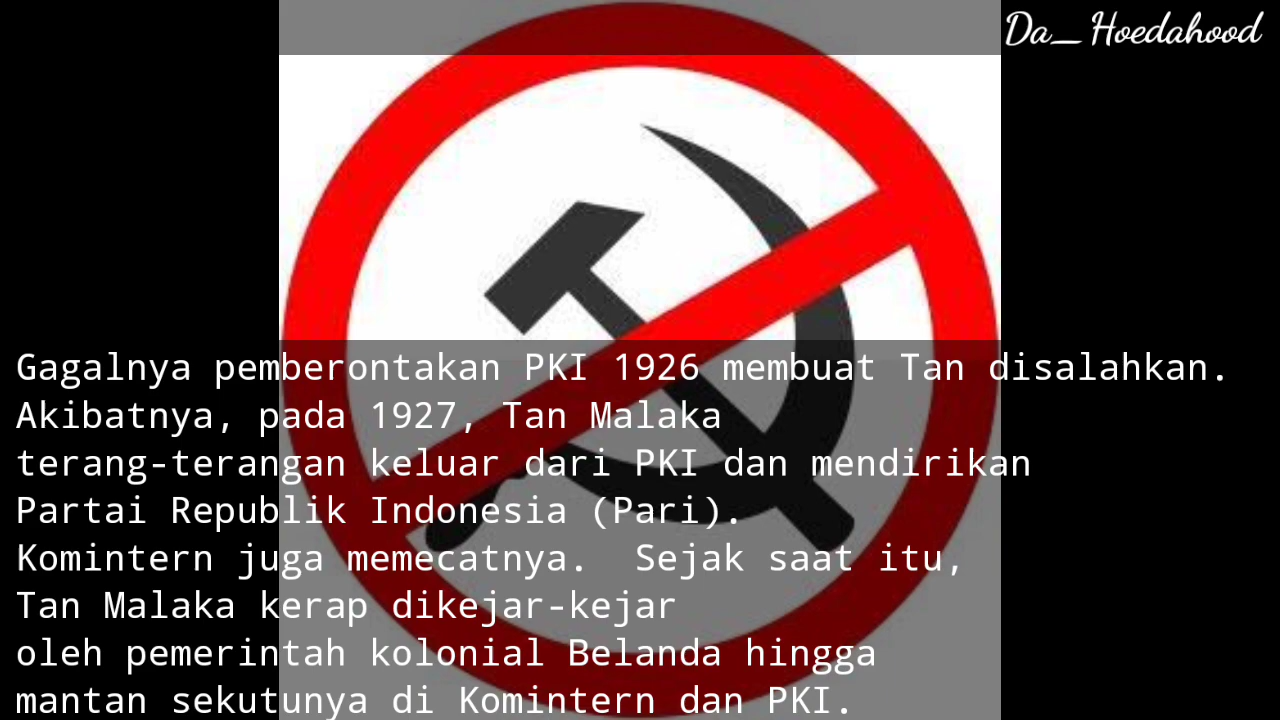 Da_ Hoedahood
Gagalnya pemberontakan PKI 1926 membuat Tan disalahkan.
Akibatnya, pada 1927, Tan Malaka
terang-terangan keluar dari PKI dan mendirikan
Partai Republik Indonesia (Pari).
Komintern juga memecatnya.  Sejak saat itu,
Tan Malaka kerap dikejar-kejar
oleh pemerintah kolonial Belanda hingga
mantan sekutunya di Komintern dan PKI.